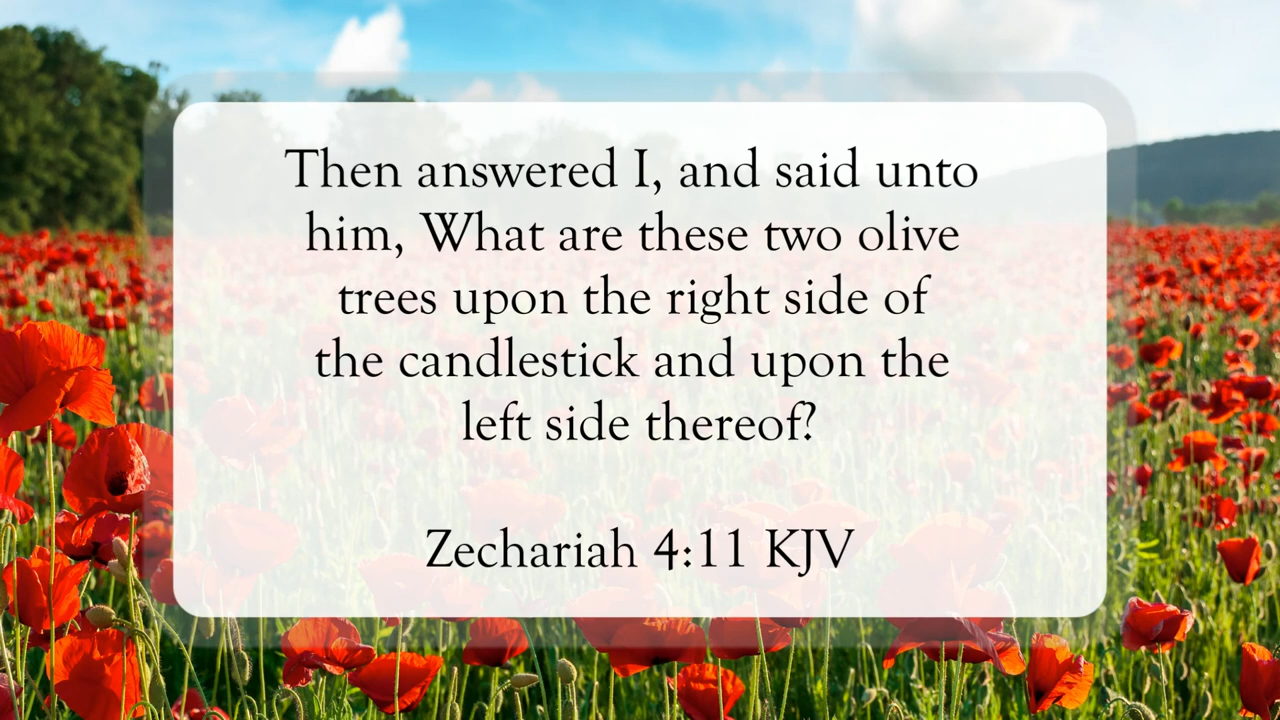 Then answered I, and said unto
him, What are these two olive
trees upon the right side of
the candlestick and upon the
left side thereof?
Zechariah 4:11 KJV